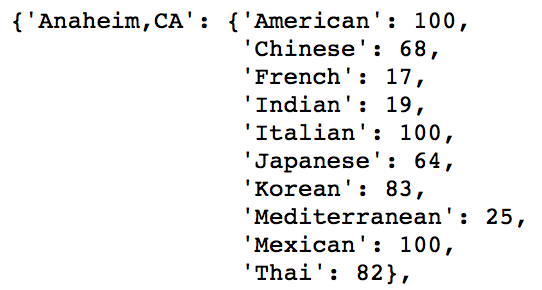 {'Anaheim,CA': {'American': 100,
'Chinese': 68,
'French': 17,
'Indian': 19,
'Italian': 100,
'Japanese': 64,
'Korean': 83,
'Mediterranean': 25,
'Mexican': 100,
'Thai': 82},